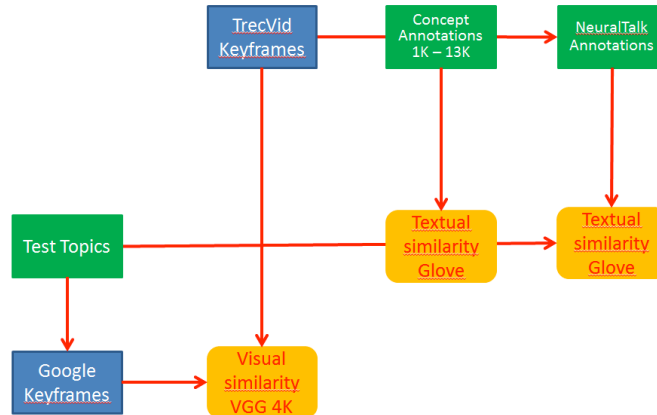 TrecVid
Keyframes
Concept
Annotations
1K – 13K
NeuralTalk
Annotations
Test Topics
Textual
similarity
Glove
Textual
similarity
Glove
Google
Keyframes
Visual
similarity
VGG 4K